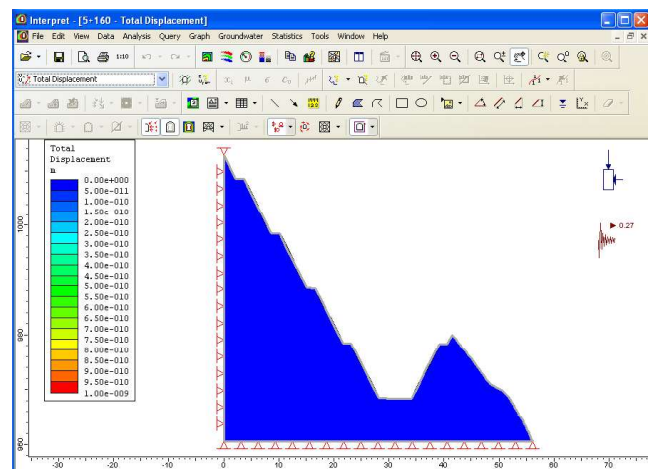 Interpret - [5+160 - Total Displacement]
File Edit View Data Analysis Query Graph Groundwater Statistics Tools Window Help
1:10
Total Displacement
Total
Displacement
m
0.00e+000
5.00e-011
1.00e-010
1.50e-010
2.00e-010
2.50e-010
3.00e-010
3.50e-010
4.00e-010
4.50e-010
5.00e-010
5.50e-010
6.00e-010
6.50e-010
7.00e-010
7.50e-010
8.00e-010
8.50e-010
9.00e-010
9.50e-010
1.00e-009
0.27
1000
980
960
-30 -20 -10 0 10 20 30 40 50 60 70